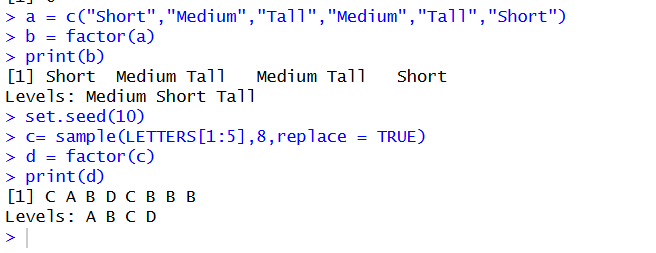 > a = c("Short","Medium","Tall","Medium","Tall","Short")
> b = factor(a)
> print(b)
[1] Short  Medium Tall   Medium Tall   Short
Levels: Medium Short Tall
> set.seed(10)
> c= sample(LETTERS[1:5],8,replace = TRUE)
> d = factor(c)
> print(d)
[1] C A B D C B B B
Levels: A B C D
>